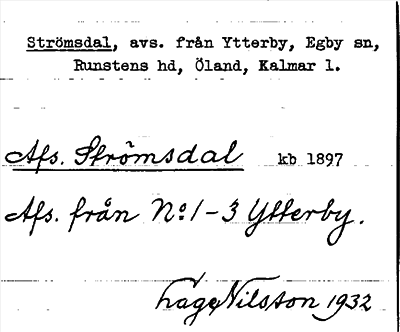 Strömsdal, avs. från Ytterby, Egby sn,
Runstens hd, Öland, Kalmar l.
Afs. Strömsdal kb 1897
Afs. från No: 1-3 Ytterby.
Hage Nilsson 1932